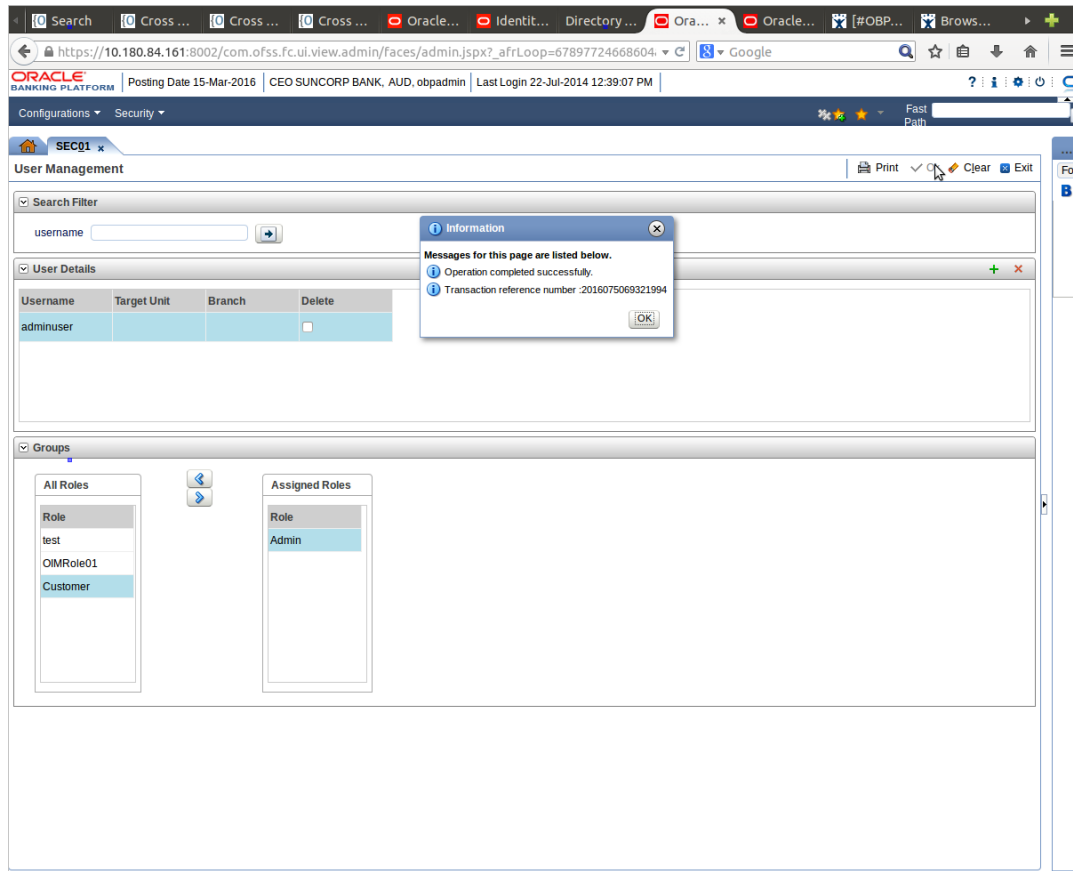 Search
Cross ...
Cross ...
Cross ...
Oracle...
Identit...
Directory ...
Ora... ×
Oracle...
[#OBP...
Brows...
https://10.180.84.161:8002/com.ofss.fc.ui.view.admin/faces/admin.jspx?_afrLoop=67897724668604
Google
ORACLE
BANKING PLATFORM
Posting Date 15-Mar-2016
CEO SUNCORP BANK, AUD, obpadmin
Last Login 22-Jul-2014 12:39:07 PM
Configurations
Security
Fast Path
SEC01 x
User Management
Print
Clear
Exit
Fo
B
Search Filter
username
Information
Messages for this page are listed below.
Operation completed successfully.
Transaction reference number :2016075069321994
OK
User Details
Username Target Unit Branch Delete
adminuser
Groups
All Roles
Role
test
OIMRole01
Customer
Assigned Roles
Role
Admin